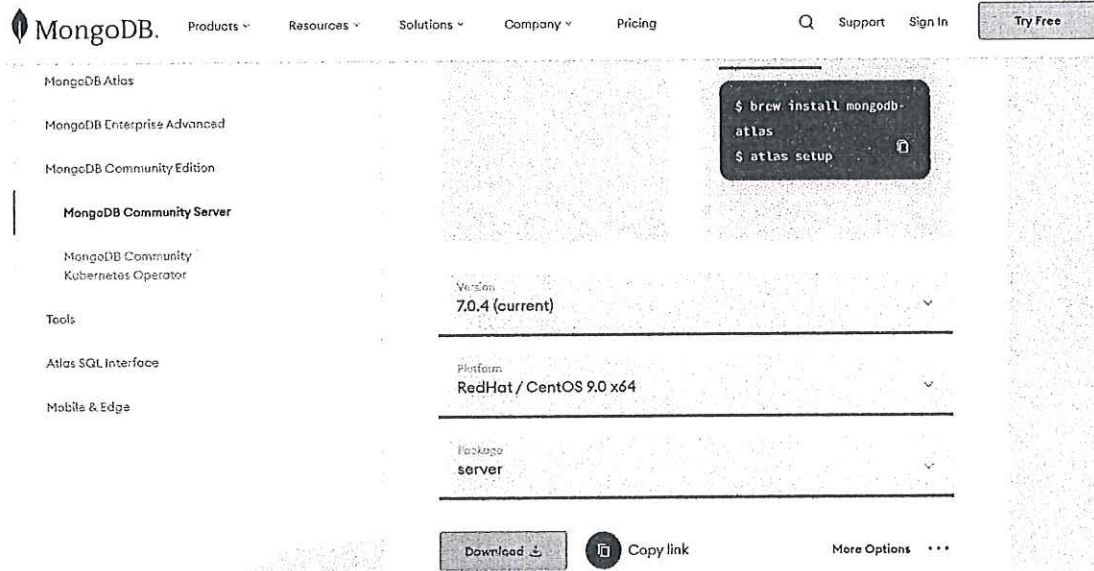 MongoDB.
Products
Resources
Solutions
Company
Pricing
Support
Sign In
Try Free
MongoDB Atlas
MongoDB Enterprise Advanced
MongoDB Community Edition
MongoDB Community Server
MongoDB Community
Kubernetes Operator
Tools
Atlas SQL Interface
Mobile & Edge
$ brew install mongodb-
atlas
$ atlas setup
Version
7.0.4 (current)
Platform
RedHat / CentOS 9.0 x64
Package
server
Download
Copy link
More Options